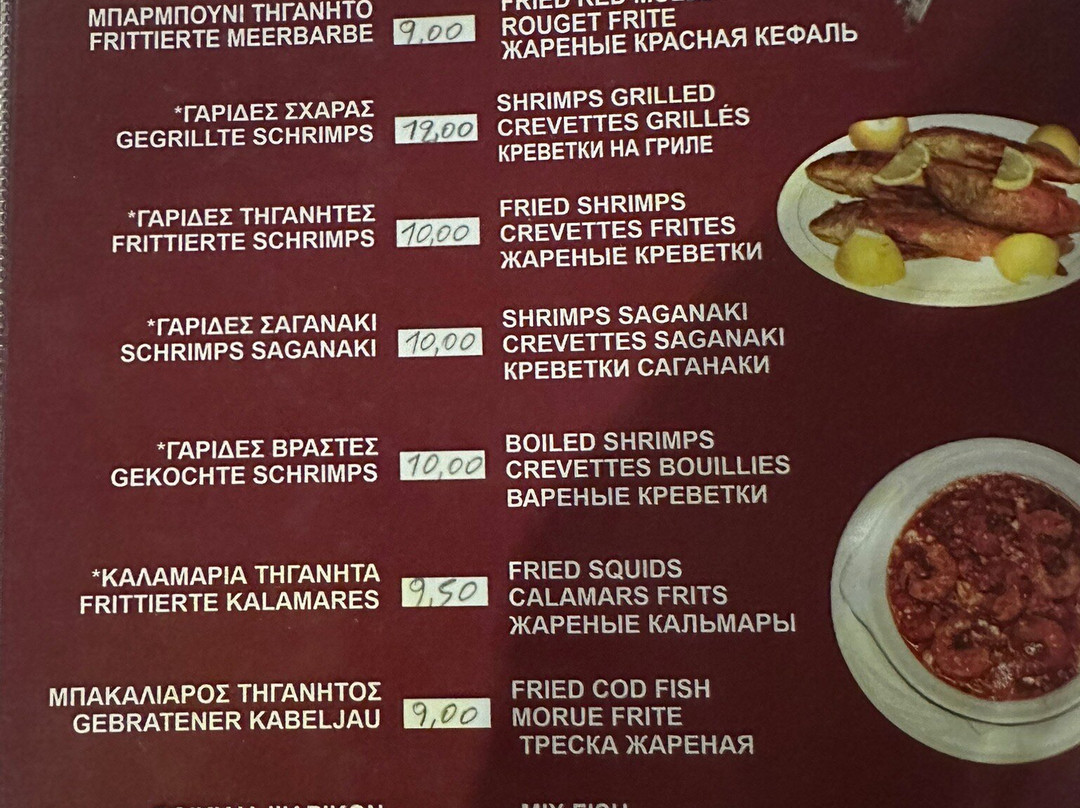 ΜΠΑΡΜΠΟΥΝΙ ΤΗΓΑΝΗΤΟ
FRITTIERTE MEERBARBE
9,00
FRIED RED
ROUGET FRITE
ЖАРЕНЫЕ КРАСНАЯ КЕФАЛЬ
*ΓΑΡΙΔΕΣ ΣΧΑΡΑΣ
GEGRILLTE SCHRIMPS
SHRIMPS GRILLED
CREVETTES GRILLÉS
КРЕВЕТКИ НА ГРИЛЕ
*ΓΑΡΙΔΕΣ ΤΗΓΑΝΗΤΕΣ
FRITTIERTE SCHRIMPS
10,00
FRIED SHRIMPS
CREVETTES FRITES
ЖАРЕНЫЕ КРЕВЕТКИ
*ΓΑΡΙΔΕΣ ΣΑΓΑΝΑΚΙ
SCHRIMPS SAGANAKI
10,00
SHRIMPS SAGANAKI
CREVETTES SAGANAKI
КРЕВЕТКИ САГАНАКИ
*ΓΑΡΙΔΕΣ ΒΡΑΣΤΕΣ
GEKOCHTE SCHRIMPS
10,00
BOILED SHRIMPS
CREVETTES BOUILLIES
ВАРЕНЫЕ КРЕВЕТКИ
*ΚΑΛΑΜΑΡΙΑ ΤΗΓΑΝΗΤΑ
FRITTIERTE KALAMARES
9,50
FRIED SQUIDS
CALAMARS FRITS
ЖАРЕНЫЕ КАЛЬМАРЫ
ΜΠΑΚΑΛΙΑΡΟΣ ΤΗΓΑΝΗΤΟΣ
GEBRATENER KABELJAU
9,00
FRIED COD FISH
MORUE FRITE
ТРЕСКА ЖАРЕНАЯ
MIX FISH